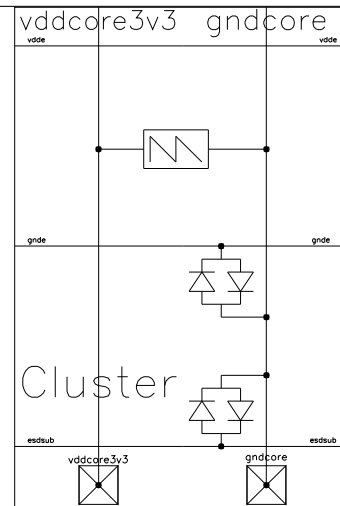 vddcore3v3 gndcore
vdde vdde
gnde gnde
Cluster
esdsub esdsub
vddcore3v3 gndcore